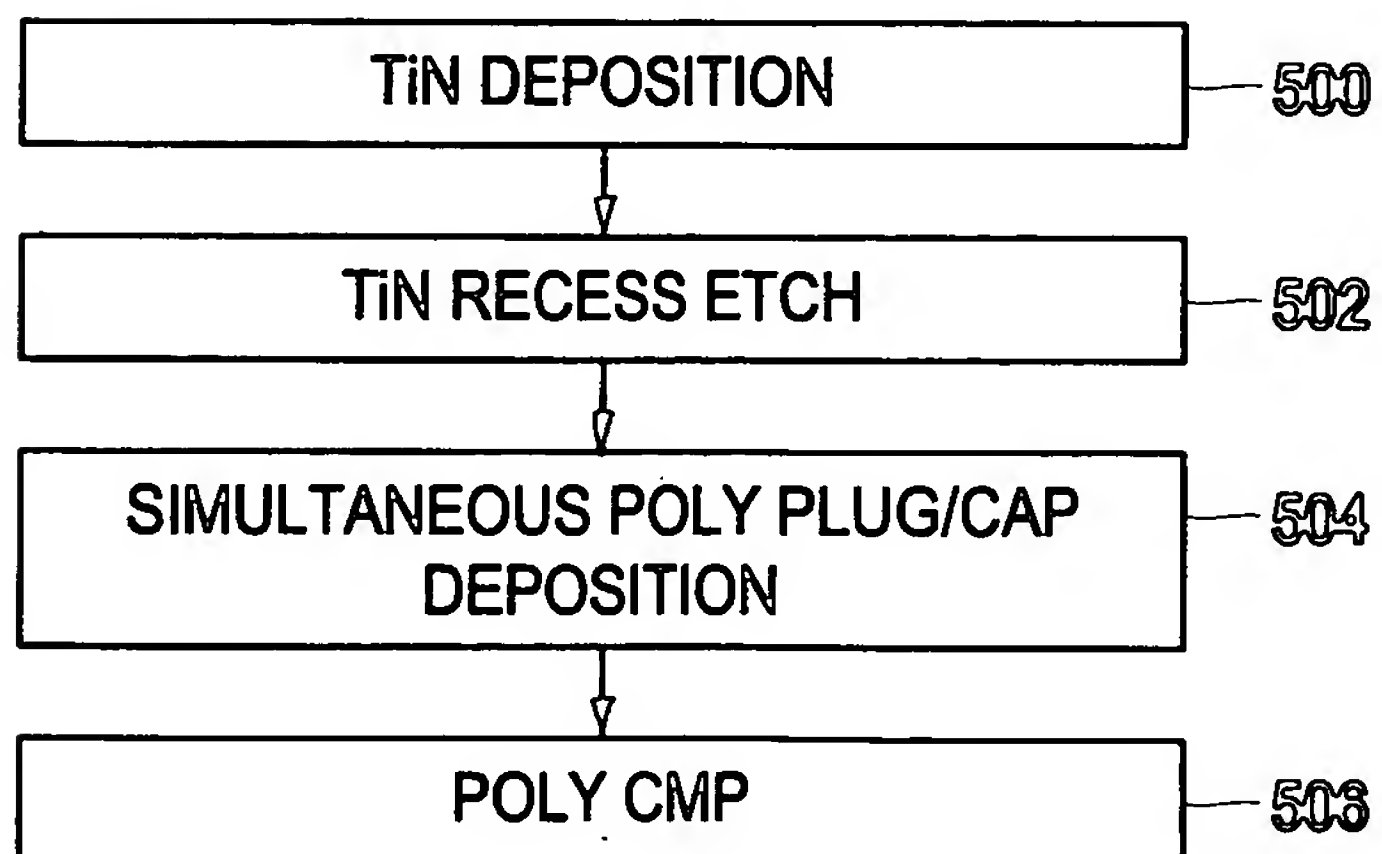 TiN DEPOSITION
500
TiN RECESS ETCH
502
SIMULTANEOUS POLY PLUG/CAP
DEPOSITION
504
POLY CMP
506